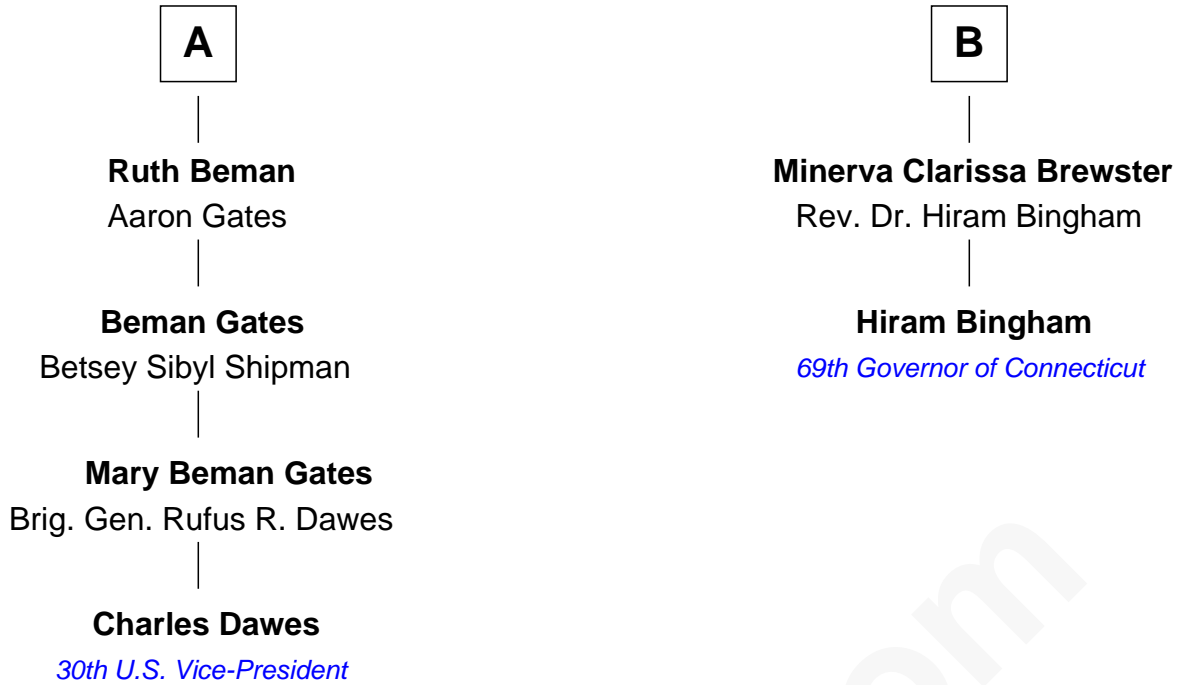 A
Ruth Beman
Aaron Gates
Beman Gates
Betsey Sibyl Shipman
Mary Beman Gates
Brig. Gen. Rufus R. Dawes
Charles Dawes
30th U.S. Vice-President
B
Minerva Clarissa Brewster
Rev. Dr. Hiram Bingham
Hiram Bingham
69th Governor of Connecticut
om